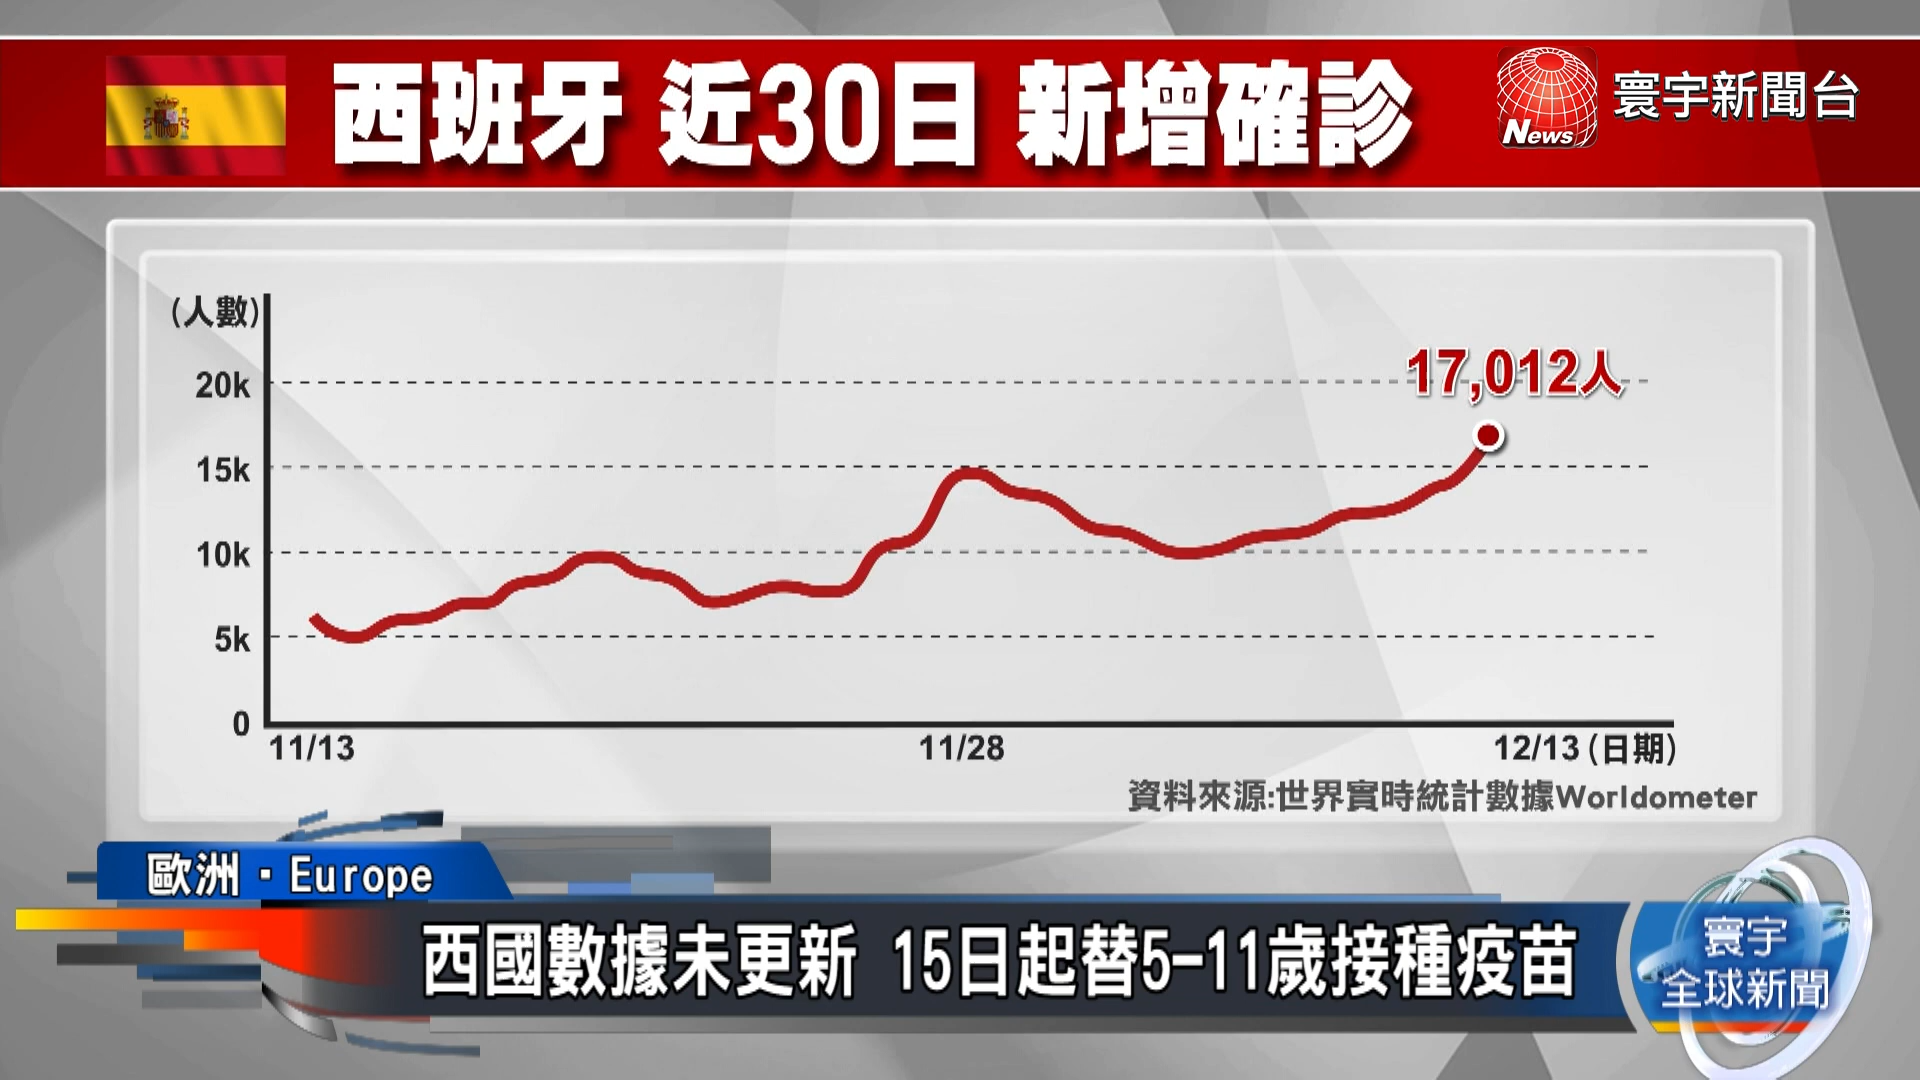 西班牙 近30日 新增確診
News
寰宇新聞台
(人數)
17,012人
20k
15k
10k
5k
0
11/13 11/28 12/13 (日期)
資料來源:世界實時統計數據Worldometer
歐洲·Europe
西國數據未更新 15日起替5-11歲接種疫苗
寰宇
全球新聞